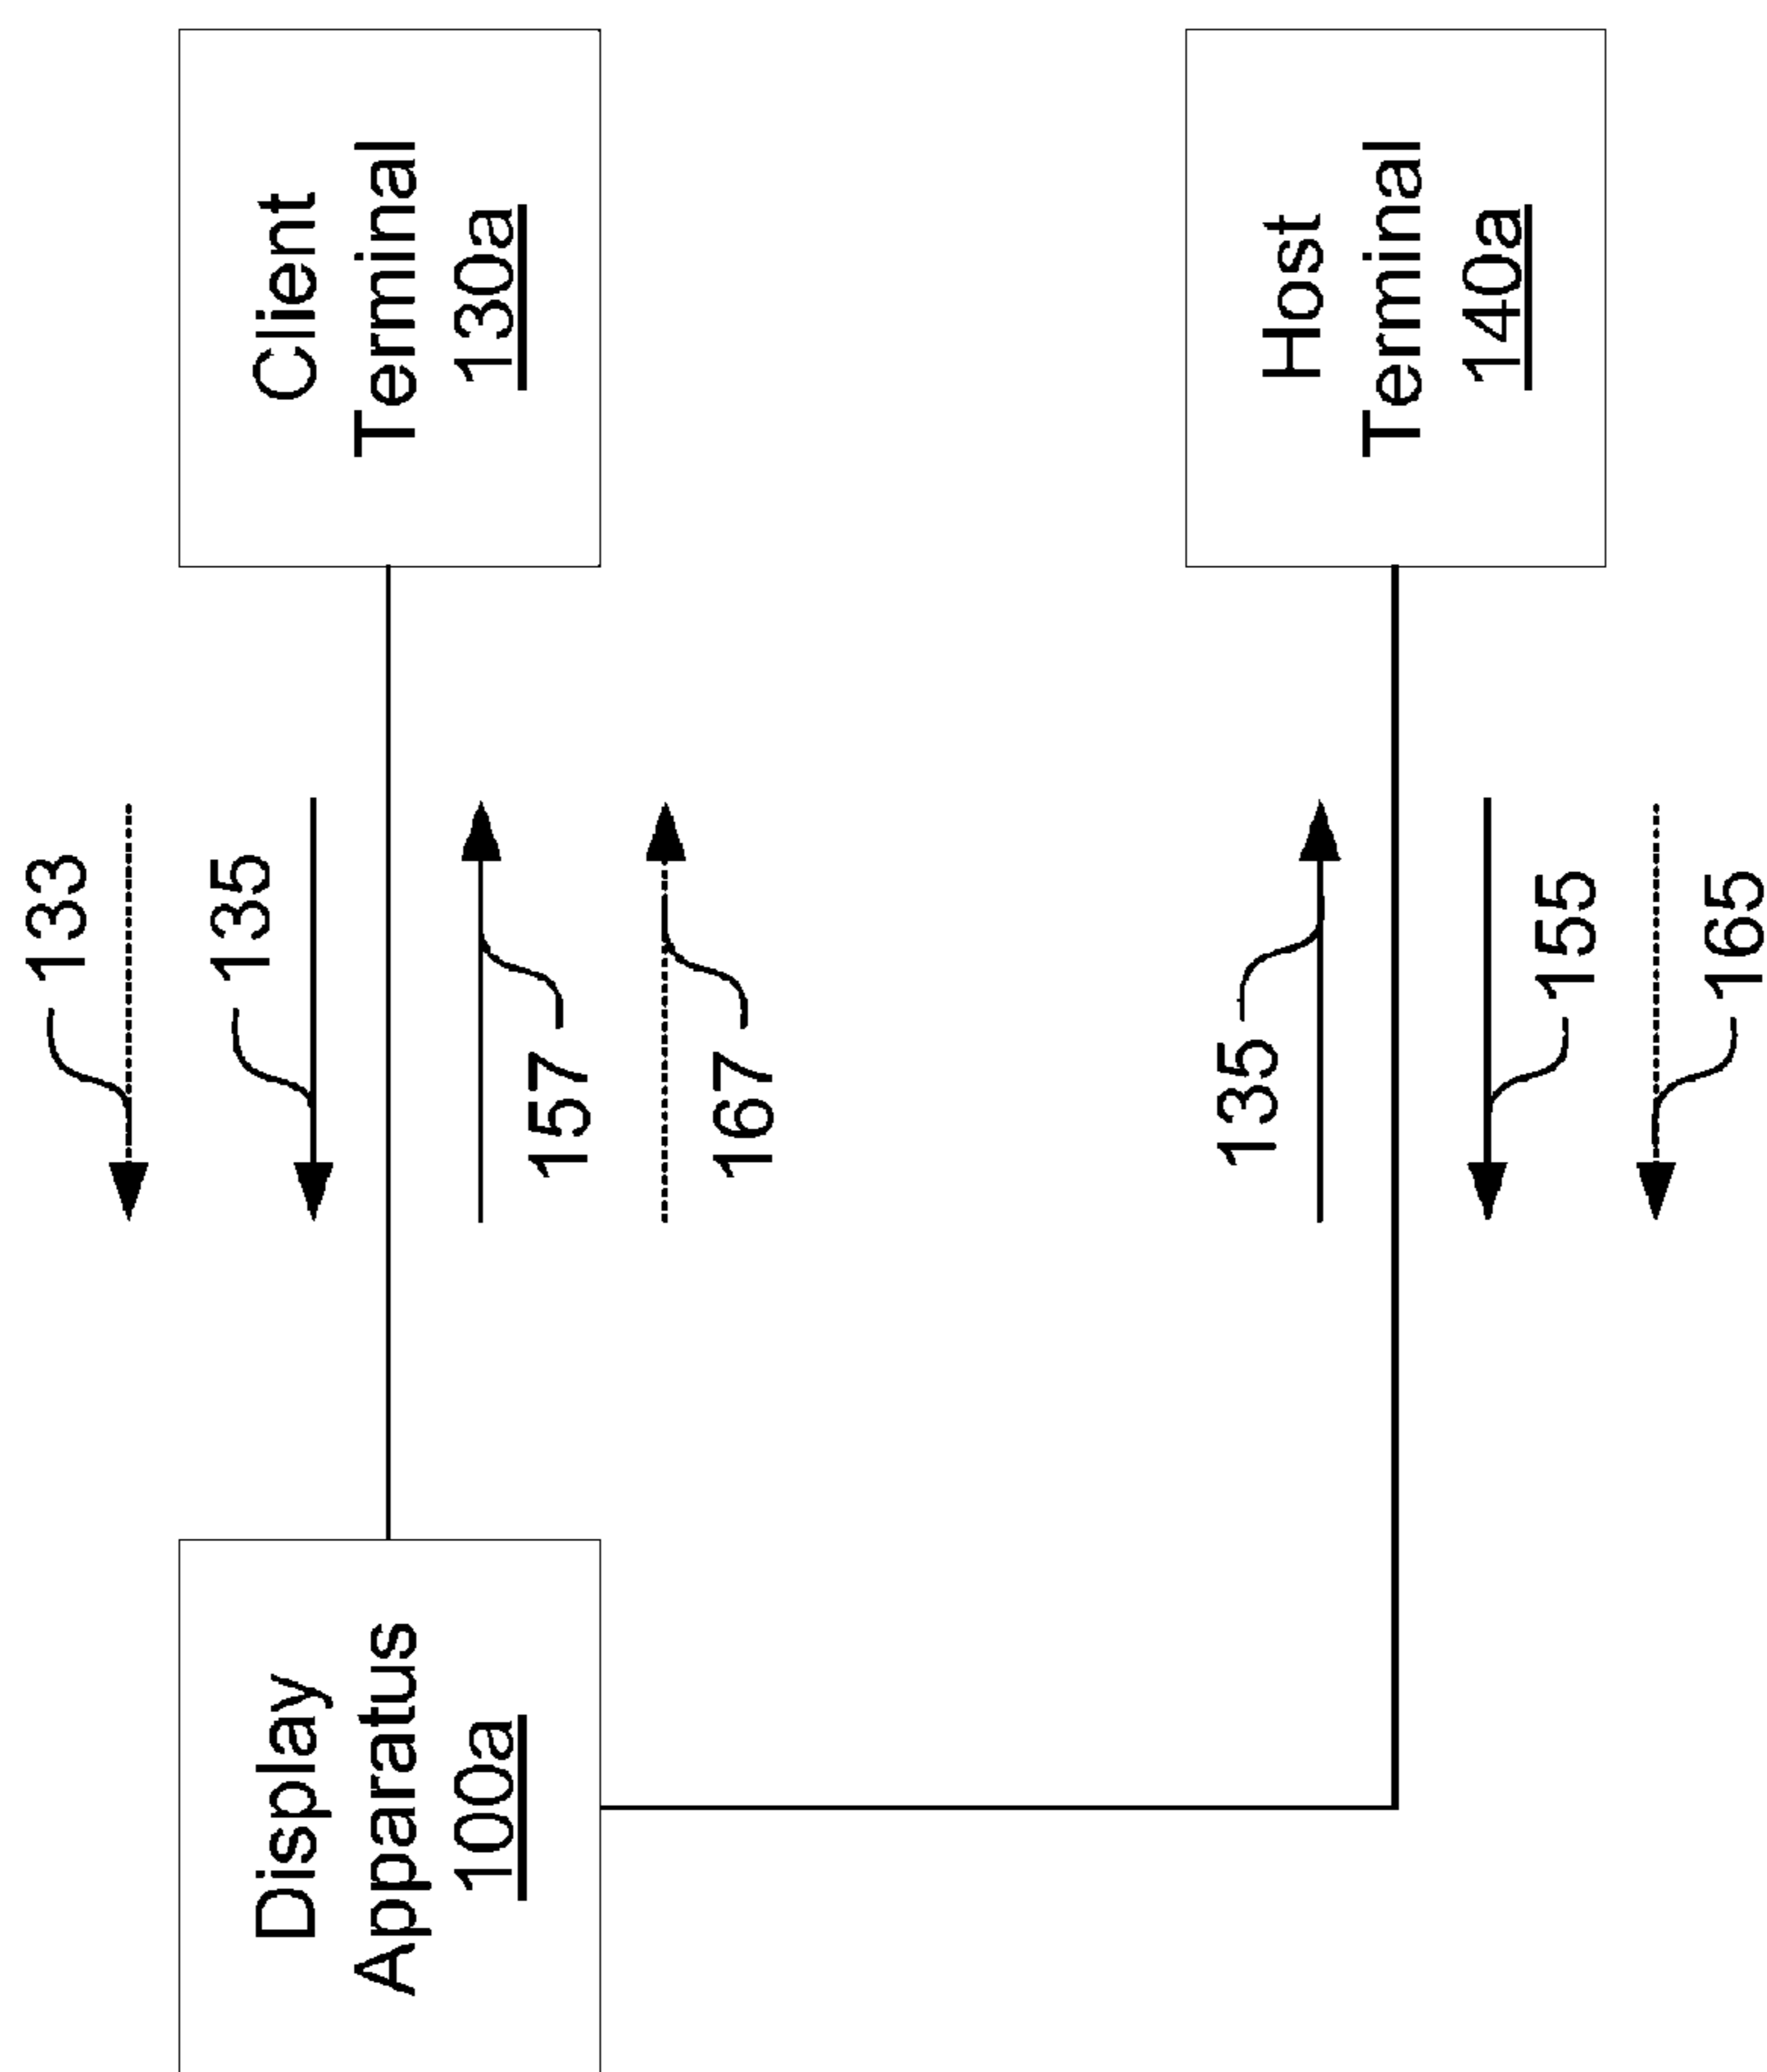 Client
Terminal
130a
Host
Terminal
140a
133
135
157
167
135
155
165
Display
Apparatus
100a